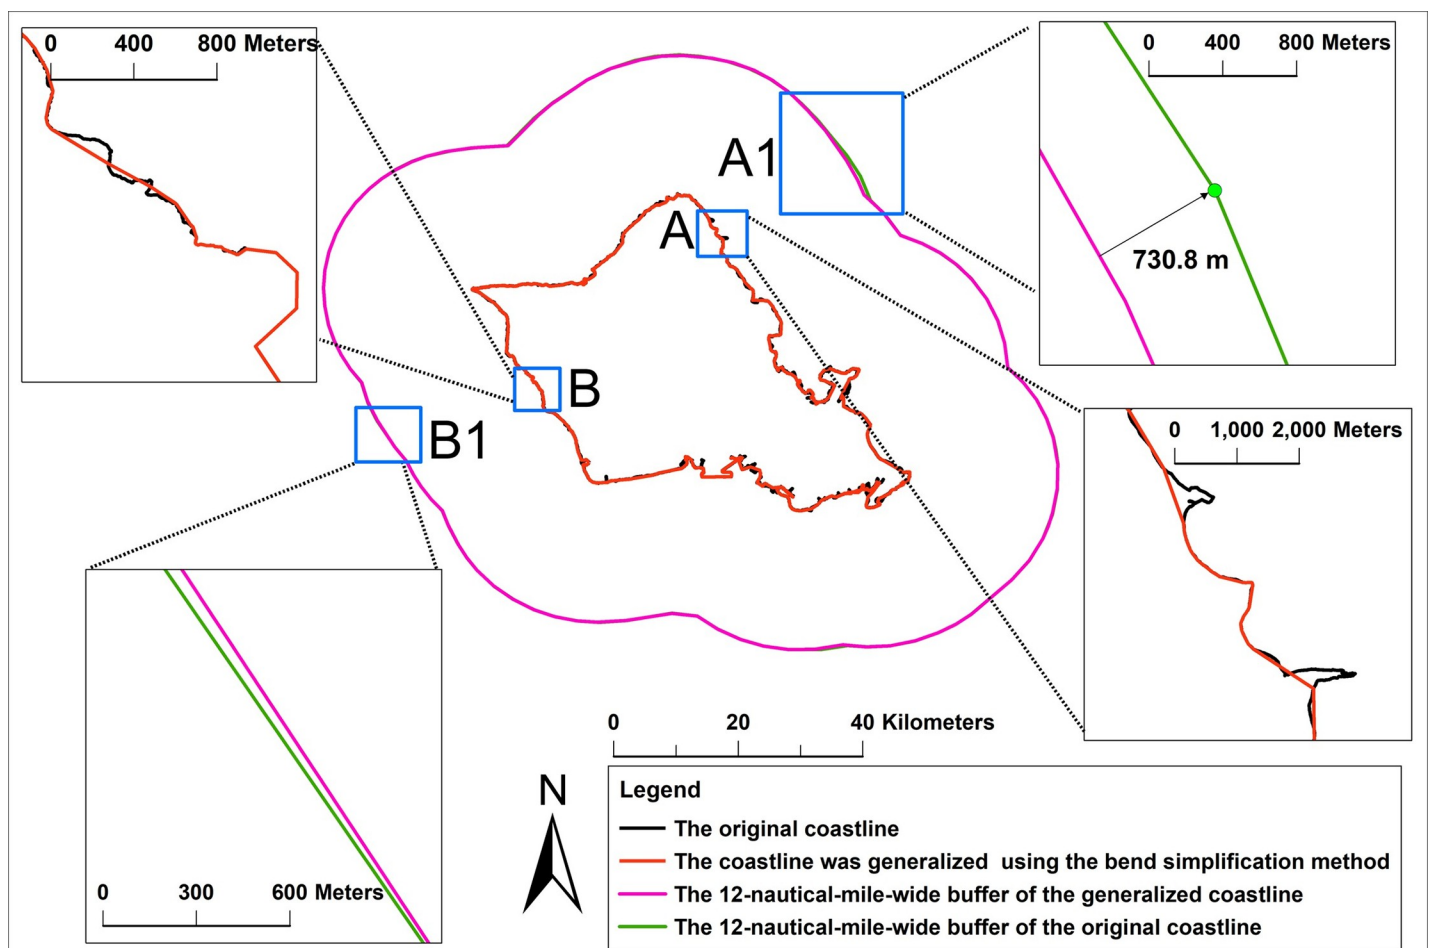 0 400 800 Meters
0 400 800 Meters
A1
A
730.8 m
B
B1
0 1,000 2,000 Meters
0 20 40 Kilometers
N
0 300 600 Meters
Legend
The original coastline
The coastline was generalized using the bend simplification method
The 12-nautical-mile-wide buffer of the generalized coastline
The 12-nautical-mile-wide buffer of the original coastline